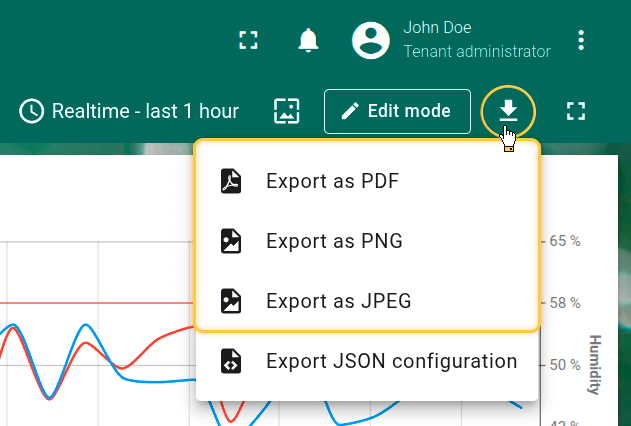 John Doe
Tenant administrator
Realtime - last 1 hour
Edit mode
Export as PDF
Export as PNG
Export as JPEG
Export JSON configuration
65 %
58 %
50 %
42 %
Humidity